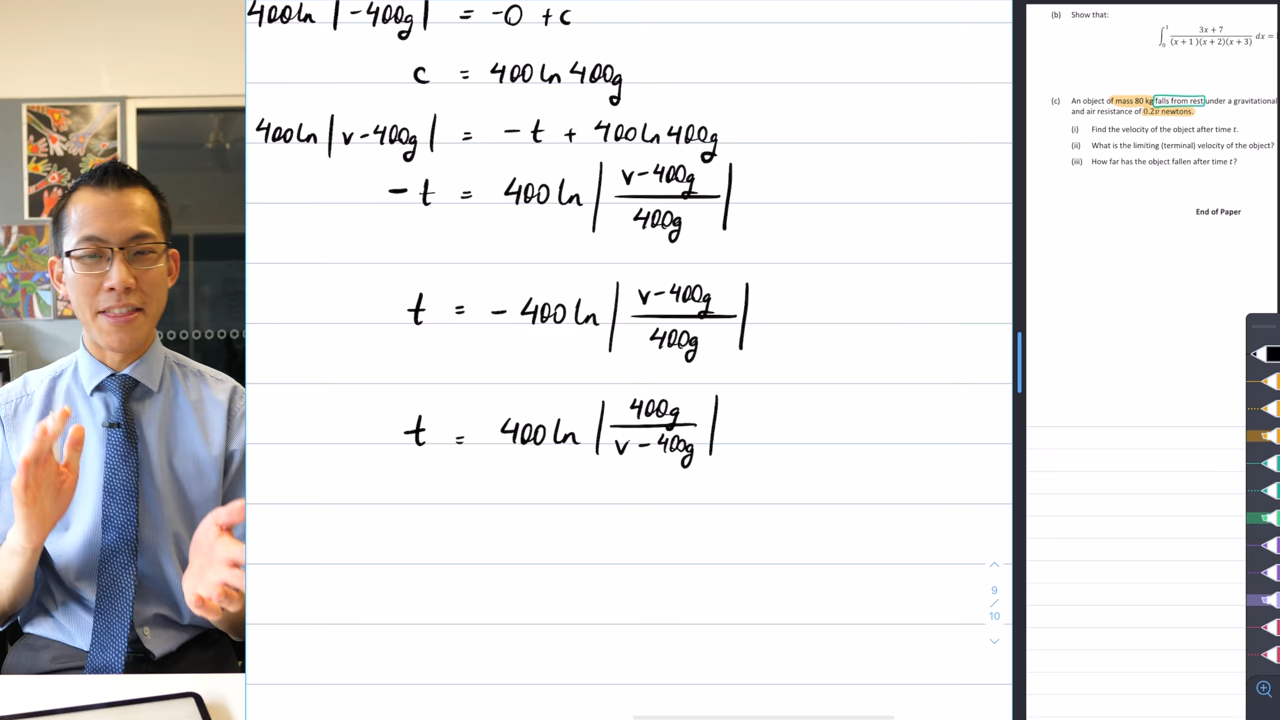 400ln |-400g| = -0 + c
c = 400 ln 400g
400ln |v-400g| = -t + 400ln400g
-t = 400 ln | v-400g / 400g |
t = - 400 ln | v-400g / 400g |
t = 400 ln | 400g / v-400g |
9
/
10
(b) Show that:
∫₀¹ 3x + 7 / (x + 1)(x + 2)(x + 3) dx =
(c) An object of mass 80 kg falls from rest under a gravitational
and air resistance of 0.2v newtons.
(i) Find the velocity of the object after time t.
(ii) What is the limiting (terminal) velocity of the object?
(iii) How far has the object fallen after time t?
End of Paper